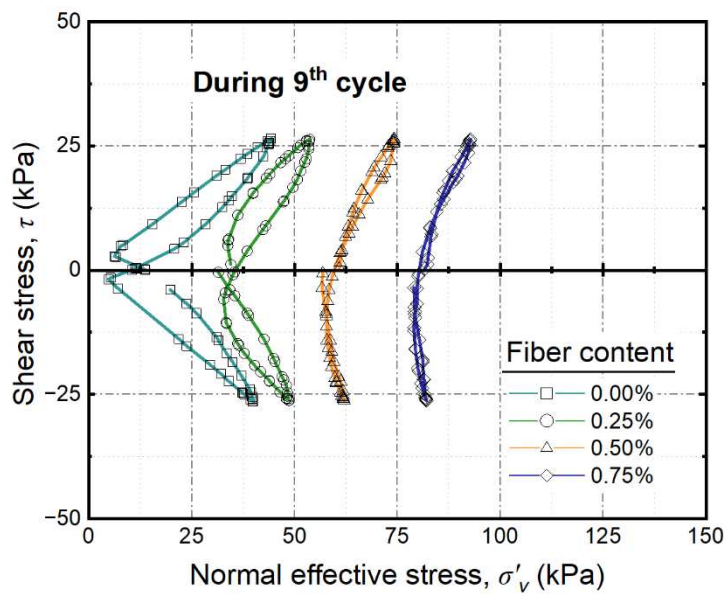 50
25
0
−25
−50
Shear stress, τ (kPa)
During 9th cycle
Fiber content
0.00%
0.25%
0.50%
0.75%
0 25 50 75 100 125 150
Normal effective stress, σ′v (kPa)